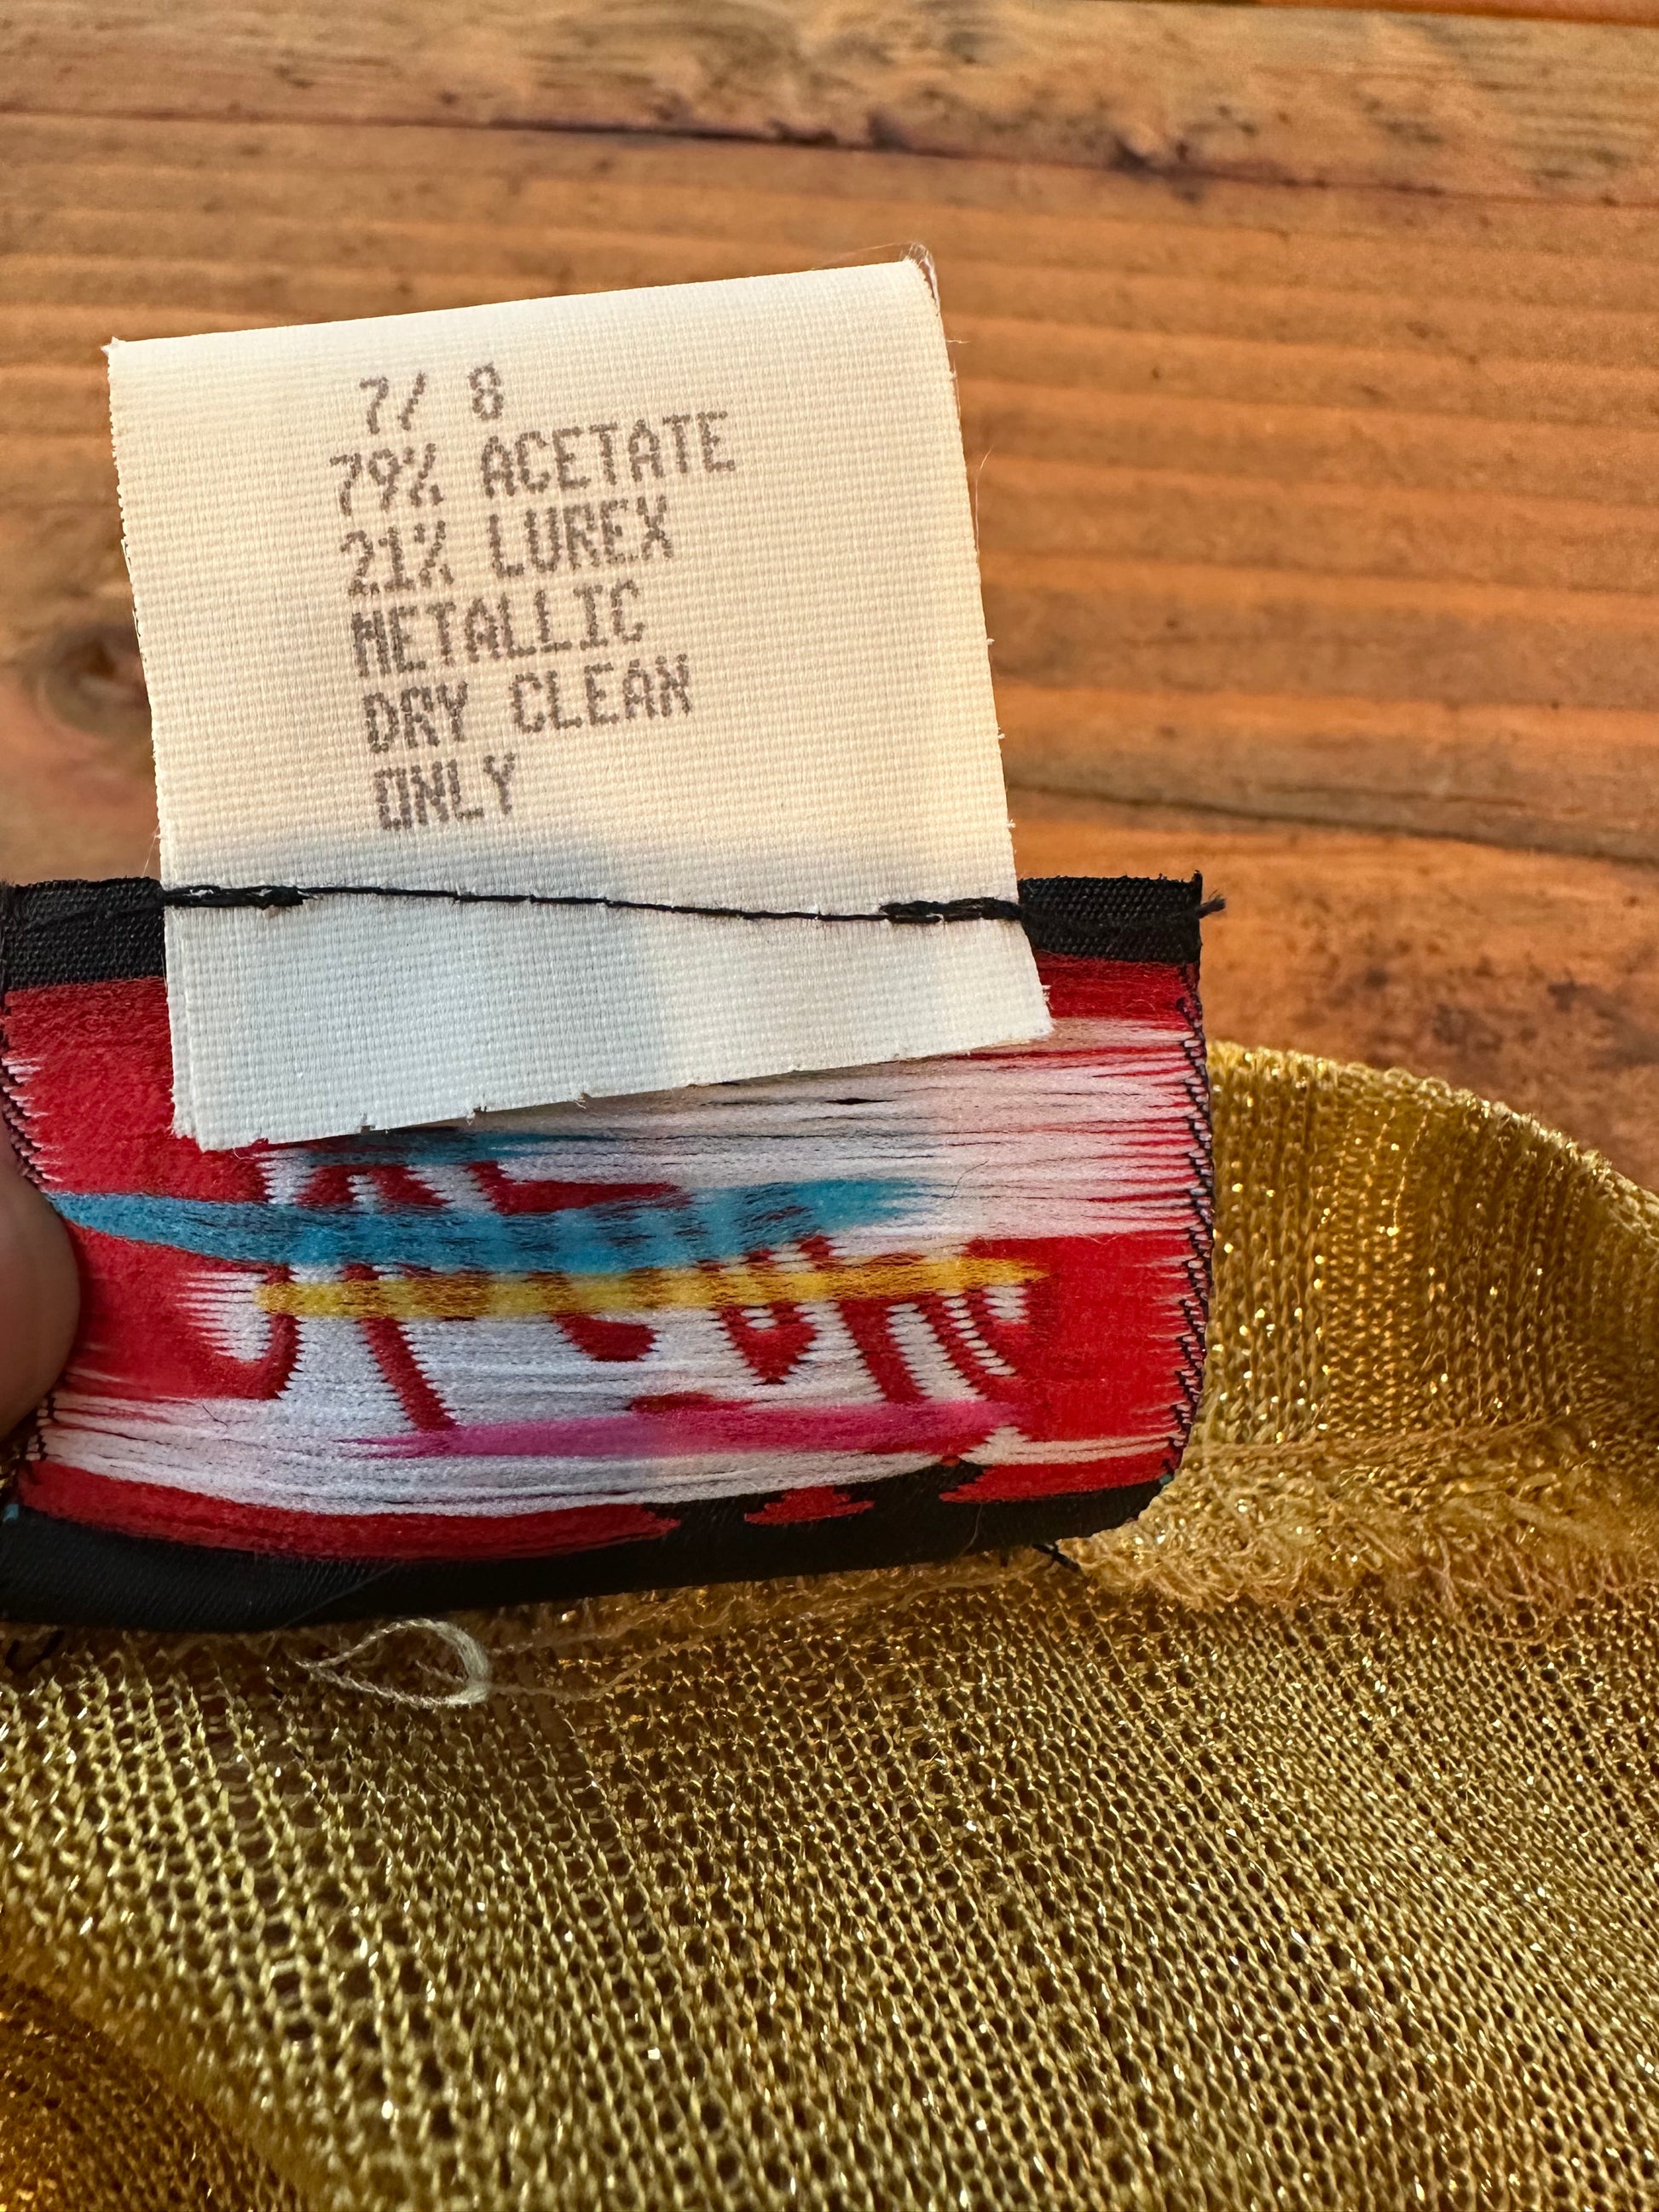 7/ 8
79% ACETATE
21% LUREX
METALLIC
DRY CLEAN
ONLY